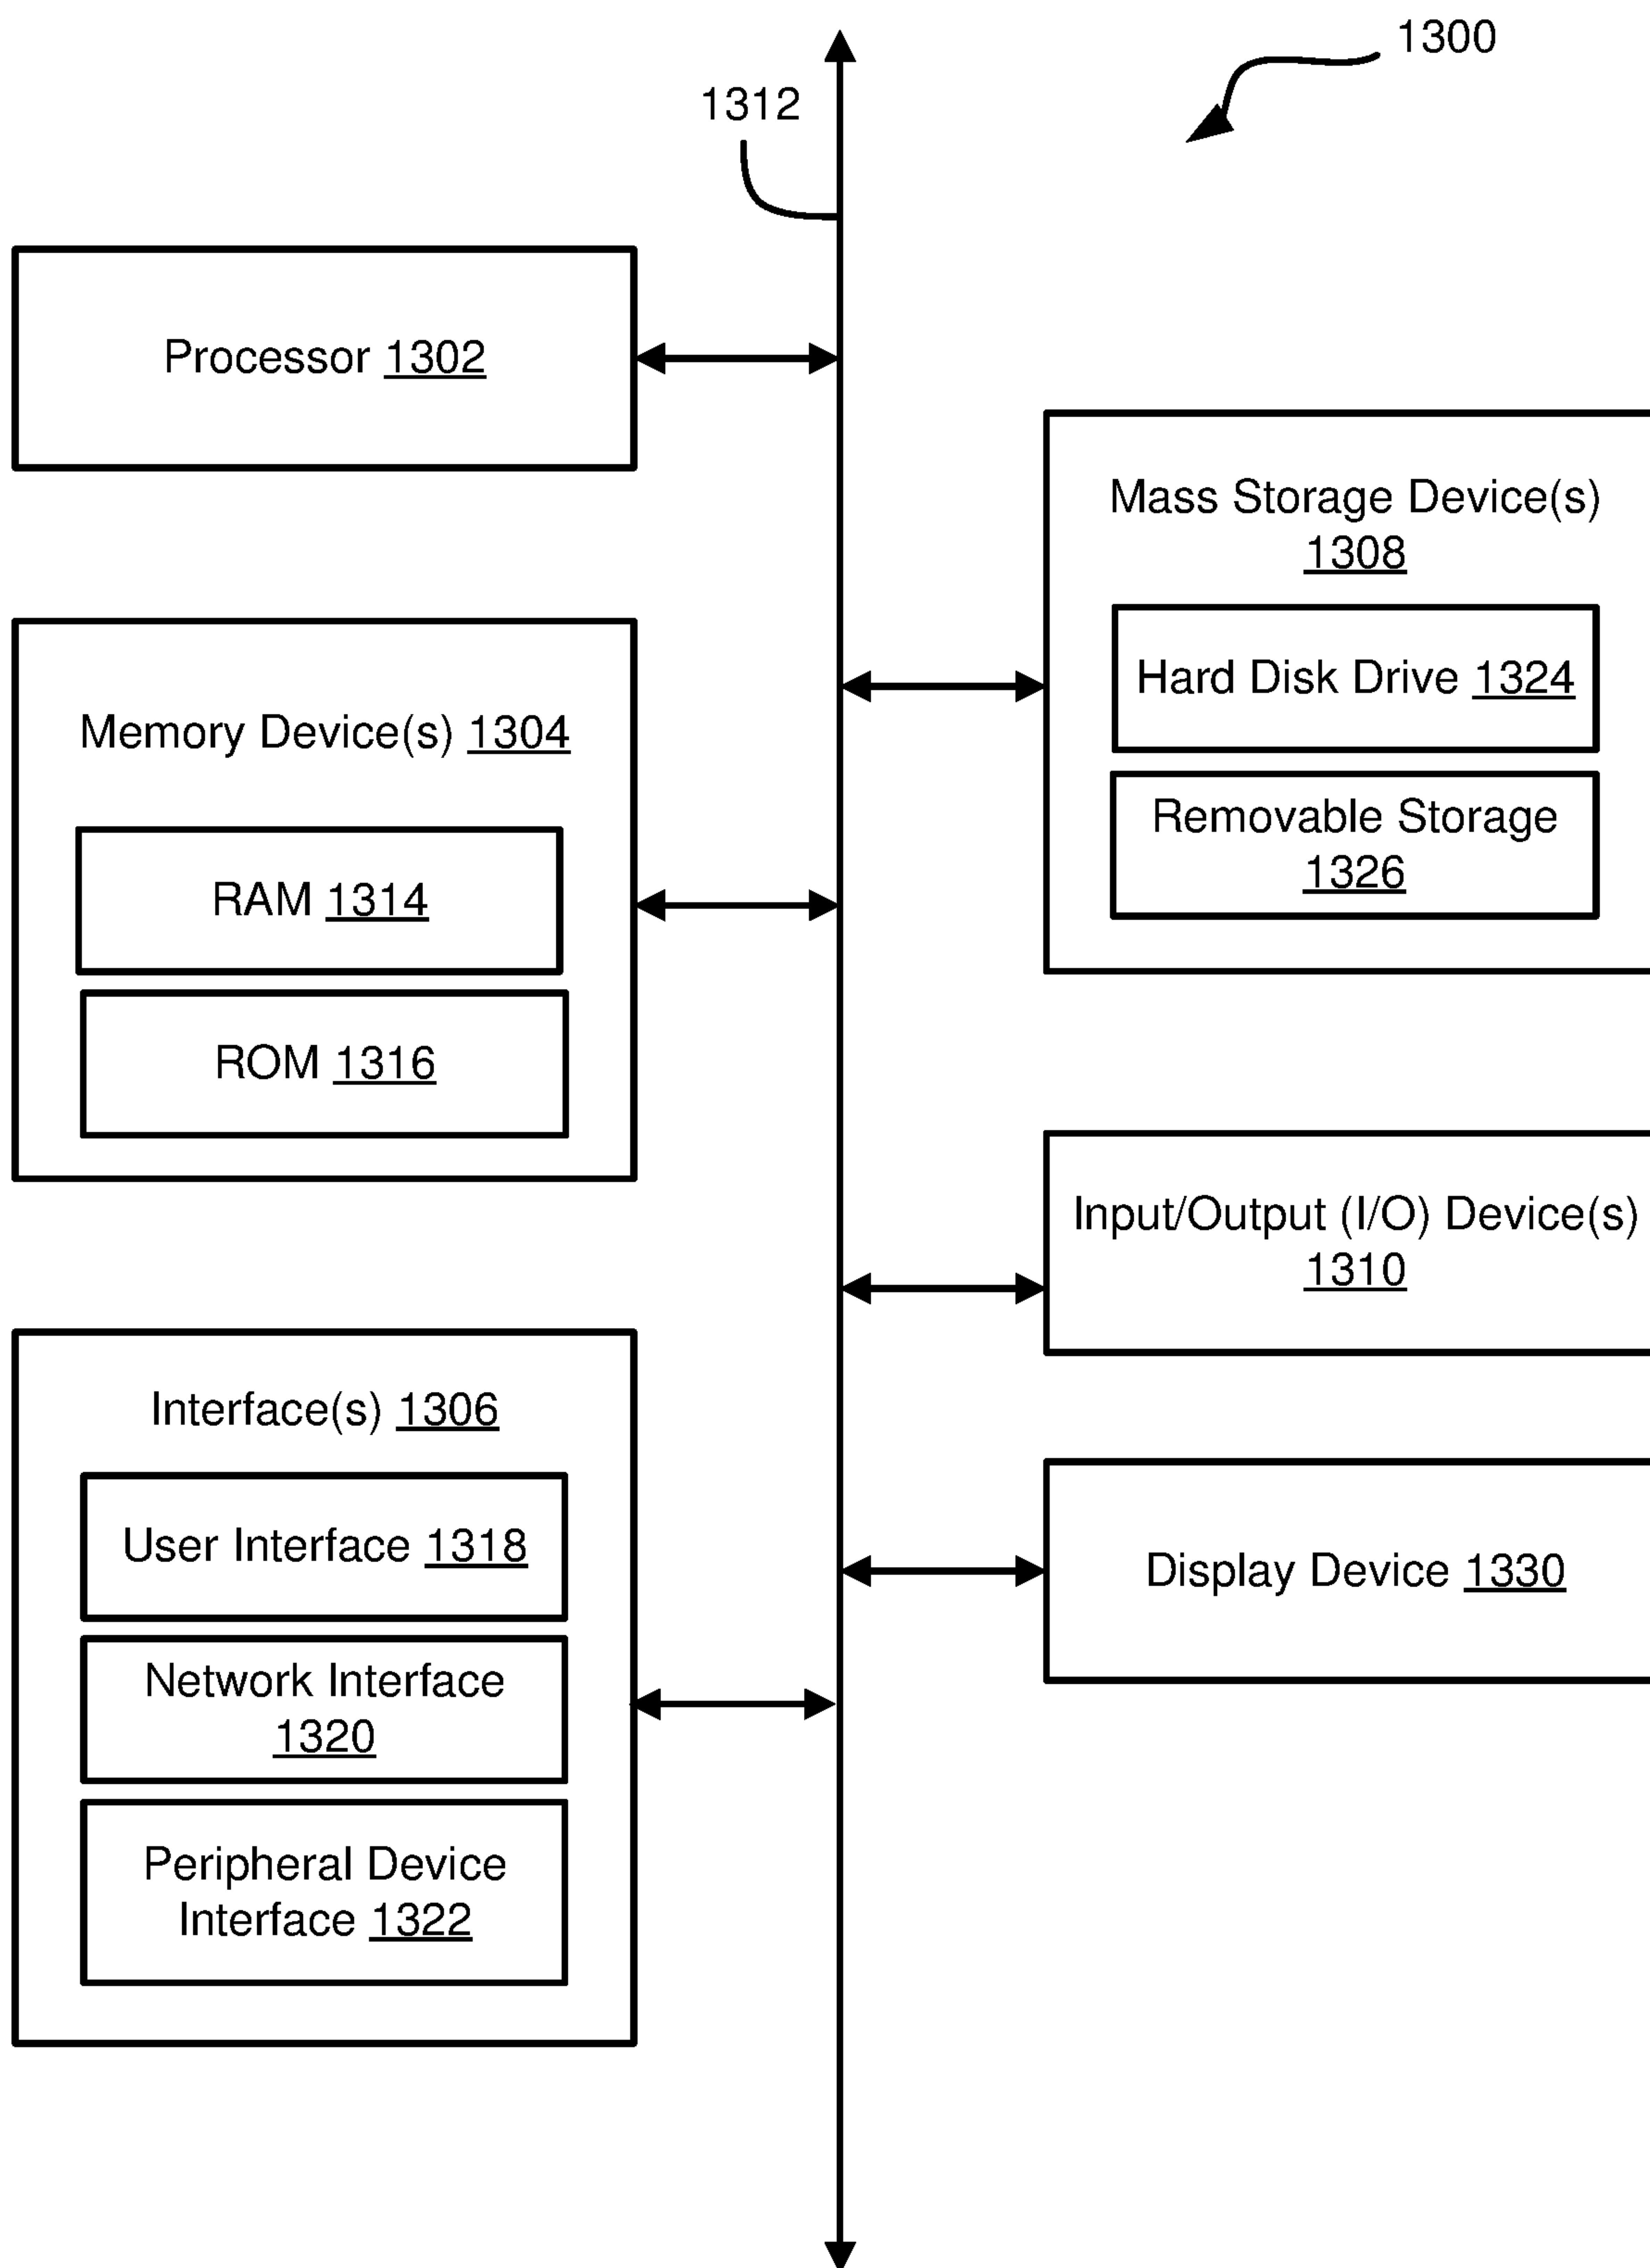 1300
1312
Processor 1302
Memory Device(s) 1304
RAM 1314
ROM 1316
Interface(s) 1306
User Interface 1318
Network Interface
1320
Peripheral Device
Interface 1322
Mass Storage Device(s)
1308
Hard Disk Drive 1324
Removable Storage
1326
Input/Output (I/O) Device(s)
1310
Display Device 1330